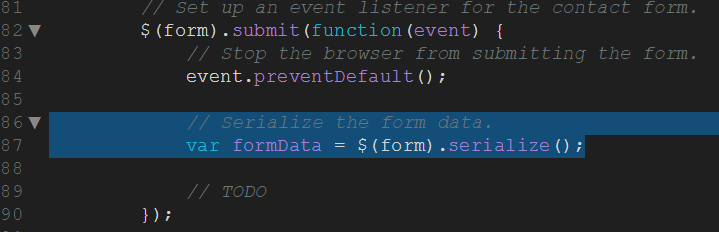 81 // Set up an event listener for the contact form.
82 ▼ $(form).submit(function(event) {
83 // Stop the browser from submitting the form.
84 event.preventDefault();
85
86 ▼ // Serialize the form data.
87 var formData = $(form).serialize();
88
89 // TODO
90 });